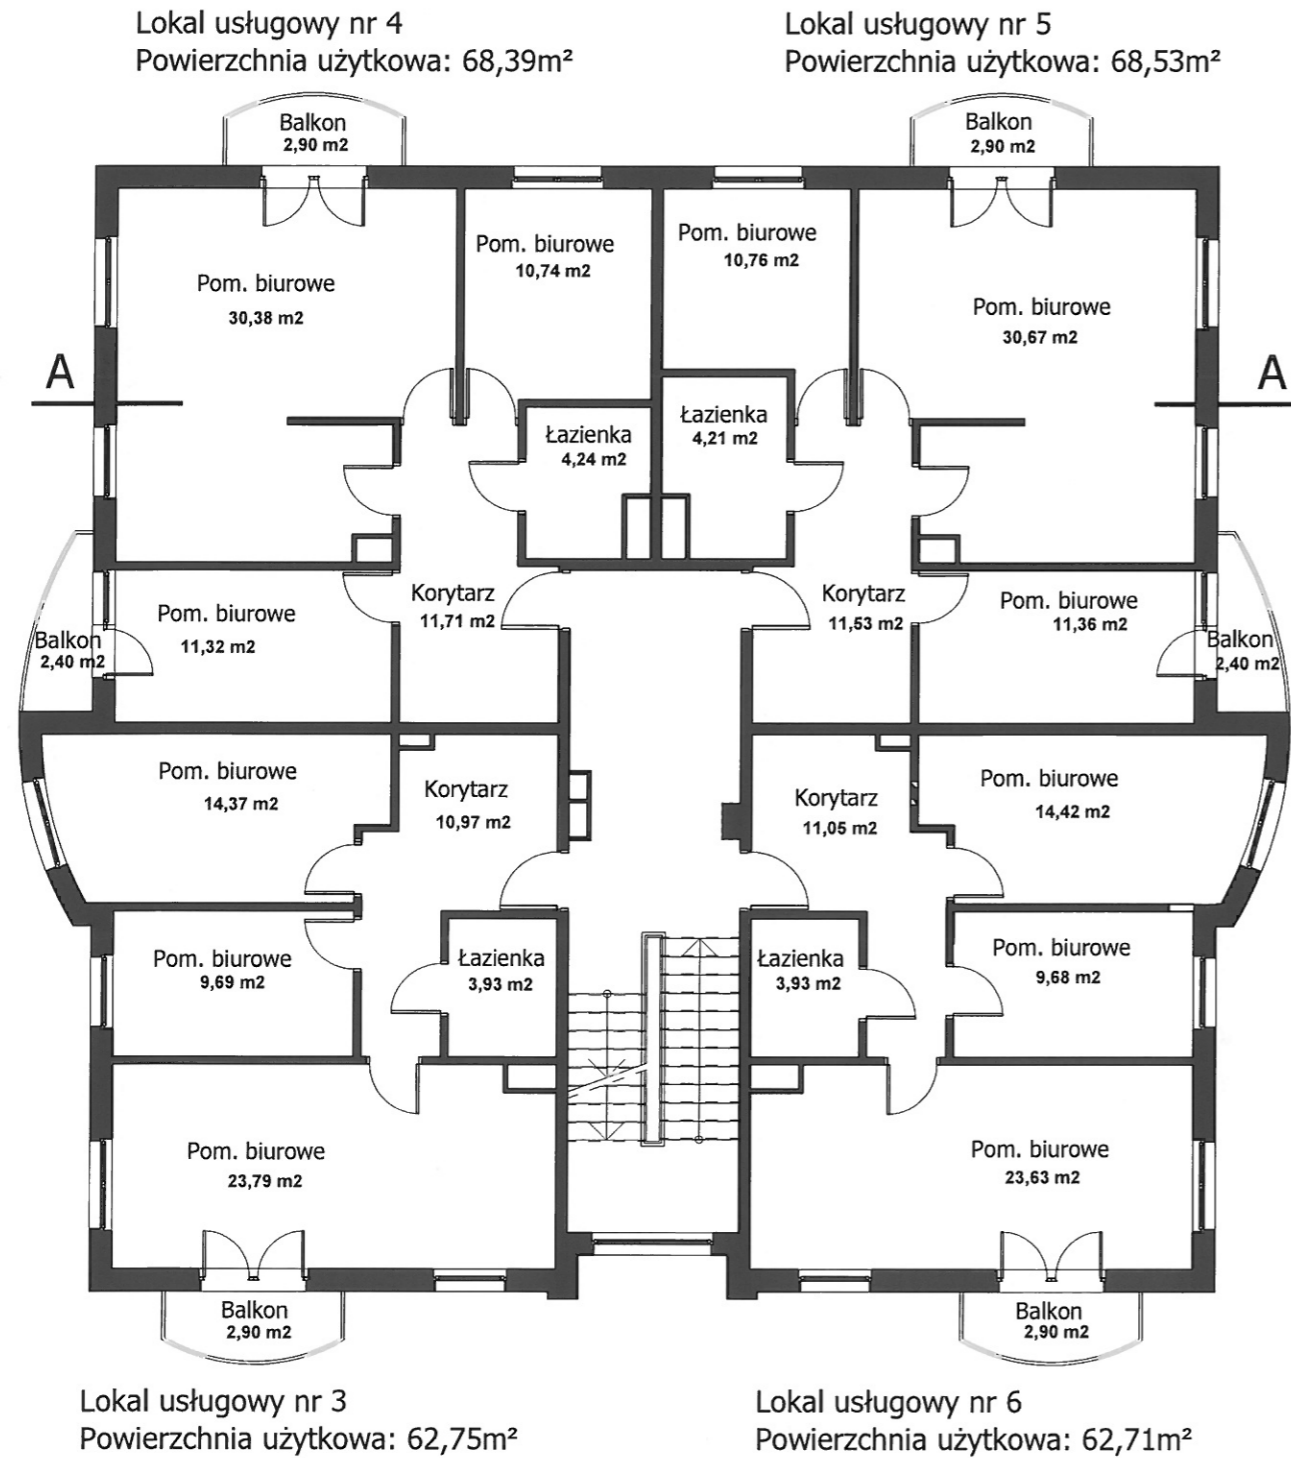 Lokal usługowy nr 4
Powierzchnia użytkowa: 68,39m²
Lokal usługowy nr 5
Powierzchnia użytkowa: 68,53m²
Balkon
2,90 m2
Balkon
2,90 m2
Pom. biurowe
30,38 m2
Pom. biurowe
10,74 m2
Pom. biurowe
10,76 m2
Pom. biurowe
30,67 m2
A
A
Łazienka
4,24 m2
Łazienka
4,21 m2
Balkon
2,40 m2
Pom. biurowe
11,32 m2
Korytarz
11,71 m2
Korytarz
11,53 m2
Pom. biurowe
11,36 m2
Balkon
2,40 m2
Pom. biurowe
14,37 m2
Korytarz
10,97 m2
Korytarz
11,05 m2
Pom. biurowe
14,42 m2
Pom. biurowe
9,69 m2
Łazienka
3,93 m2
Łazienka
3,93 m2
Pom. biurowe
9,68 m2
Pom. biurowe
23,79 m2
Pom. biurowe
23,63 m2
Balkon
2,90 m2
Balkon
2,90 m2
Lokal usługowy nr 3
Powierzchnia użytkowa: 62,75m²
Lokal usługowy nr 6
Powierzchnia użytkowa: 62,71m²